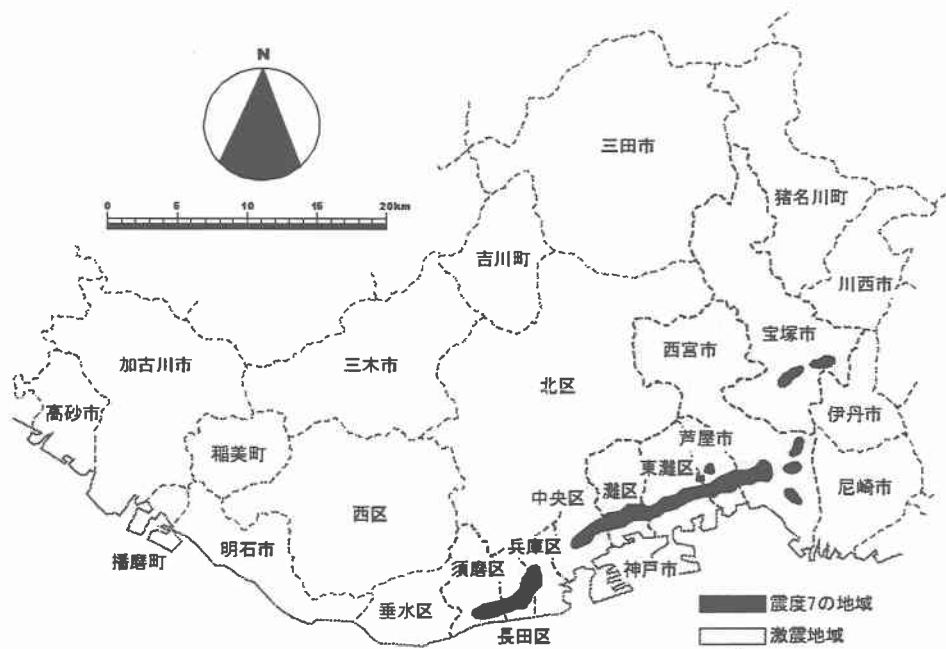 N
0 5 10 15 20km
三田市
猪名川町
吉川町
川西市
宝塚市
西宮市
加古川市
三木市
北区
高砂市
伊丹市
芦屋市
稲美町
東灘区
尼崎市
中央区
灘区
西区
兵庫区
明石市
播磨町
須磨区
神戸市
垂水区
長田区
震度7の地域
激震地域